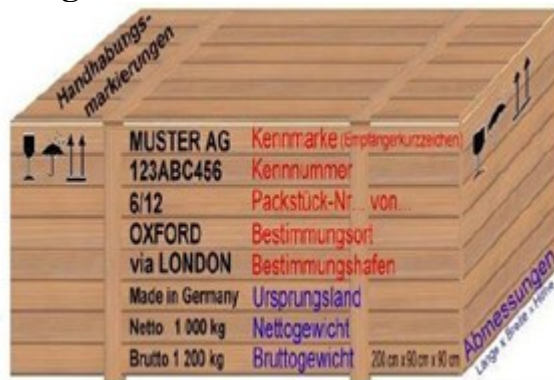 Handhabungs-
markierungen
MUSTER AG Kennmarke (Empfängerkurzzeichen)
123ABC456 Kennnummer
6/12 Packstück-Nr... von...
OXFORD Bestimmungsort
via LONDON Bestimmungshafen
Made in Germany Ursprungsland
Netto 1 000 kg Nettogewicht
Brutto 1 200 kg Bruttogewicht 200 cm x 90 cm x 90 cm
Abmessungen
Länge x Breite x Höhe